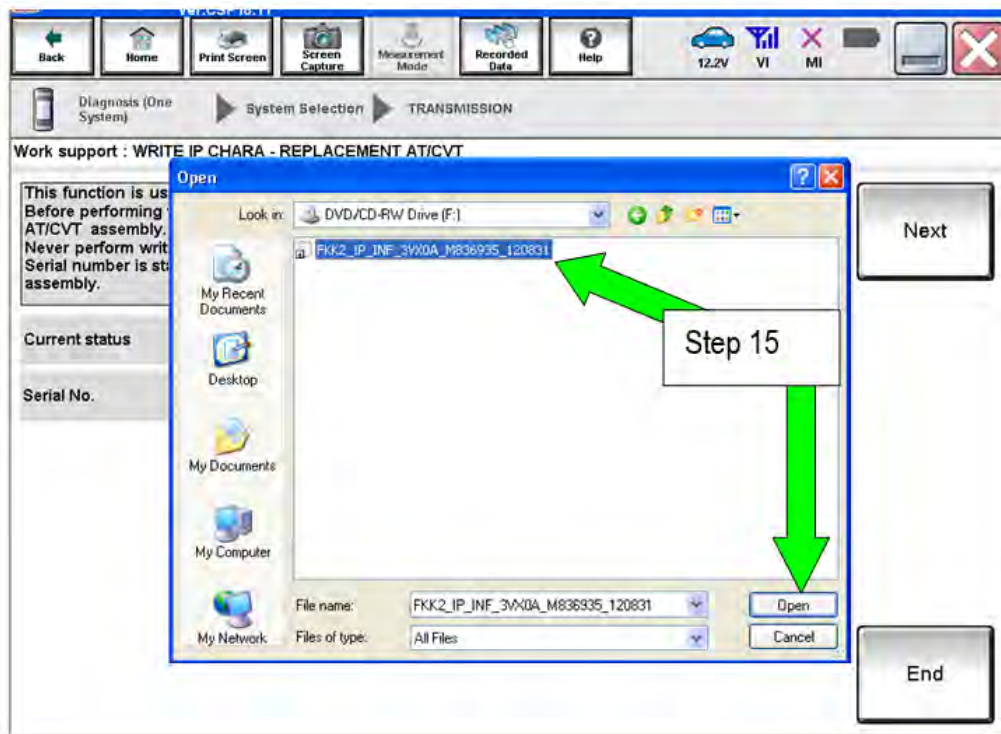 Back
Home
Print Screen
Screen
Capture
Measurement
Mode
Recorded
Data
Help
12.2V
VI
MI
Diagnosis (One
System)
System Selection
TRANSMISSION
Work support : WRITE IP CHARA - REPLACEMENT AT/CVT
This function is us
Before performing
AT/CVT assembly.
Never perform writ
Serial number is sta
assembly.
Current status
Serial No.
Open
Look in:
DVD/CD-RW Drive (F:)
FKK2_IP_INF_3VX0A_M836935_120831
My Recent
Documents
Desktop
My Documents
My Computer
My Network
File name:
FKK2_IP_INF_3VX0A_M836935_120831
Open
Files of type:
All Files
Cancel
Step 15
Next
End